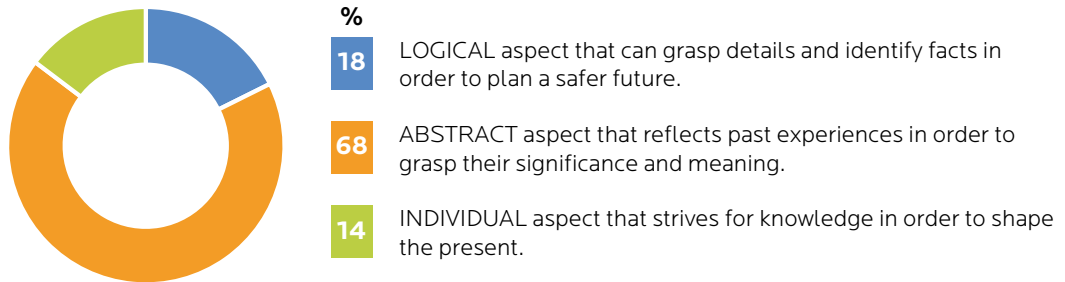 %
18
LOGICAL aspect that can grasp details and identify facts in
order to plan a safer future.
68
ABSTRACT aspect that reflects past experiences in order to
grasp their significance and meaning.
14
INDIVIDUAL aspect that strives for knowledge in order to shape
the present.